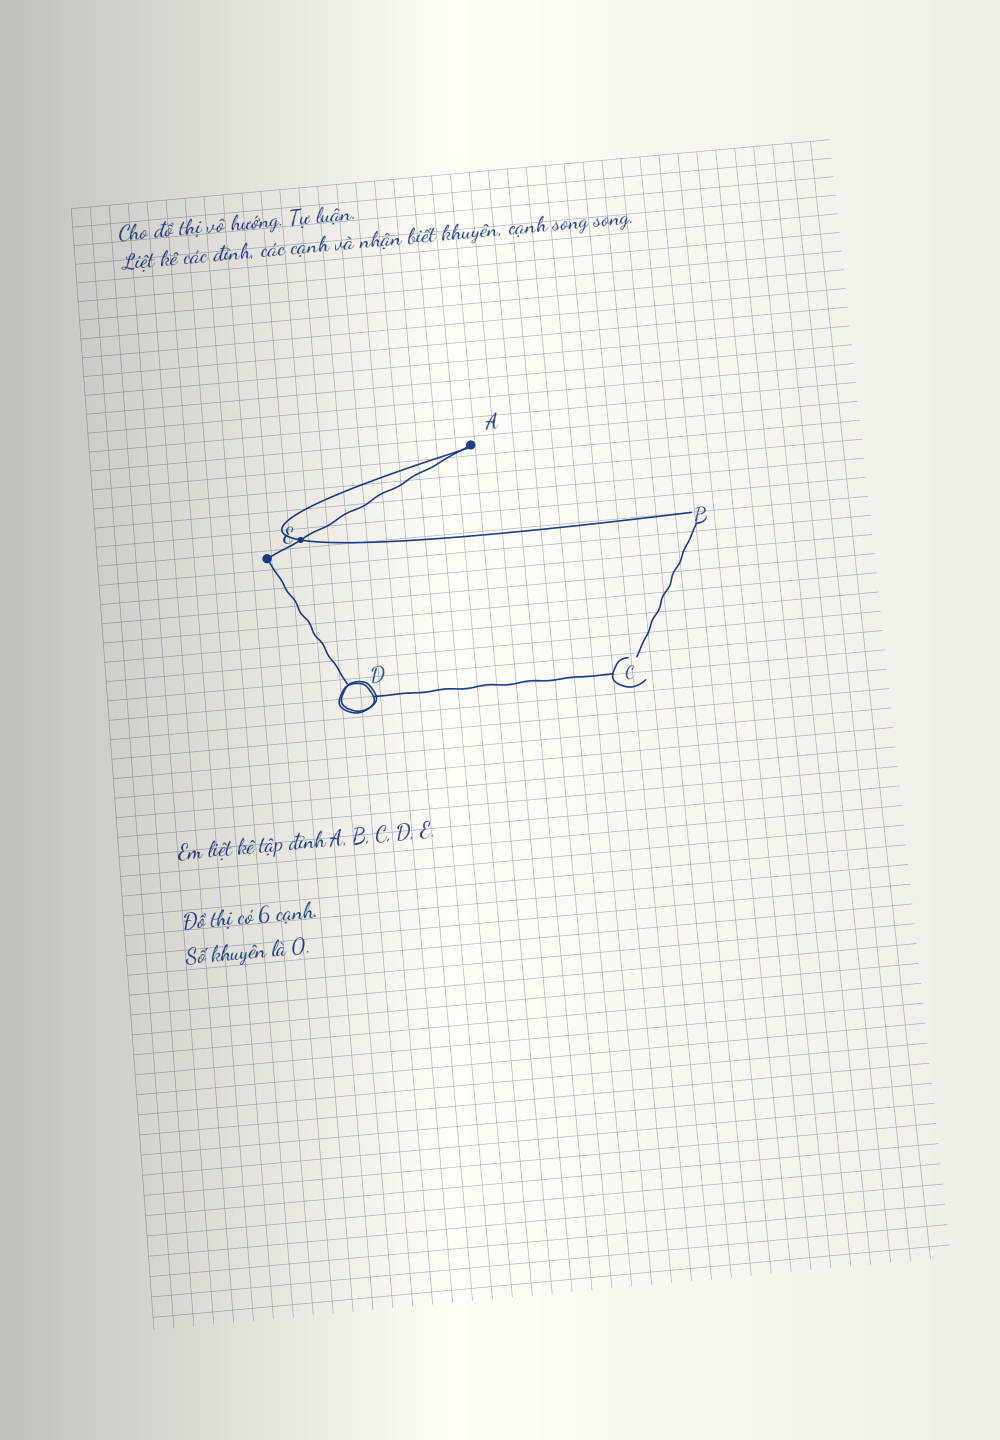 Cho đồ thị vô hướng. Tự luận.
Liệt kê các đỉnh, các cạnh và nhận biết khuyên, cạnh song song.
A
B
E
D
C
Em liệt kê tập đỉnh A, B, C, D, E.
Đồ thị có 6 cạnh.
Số khuyên là 0.